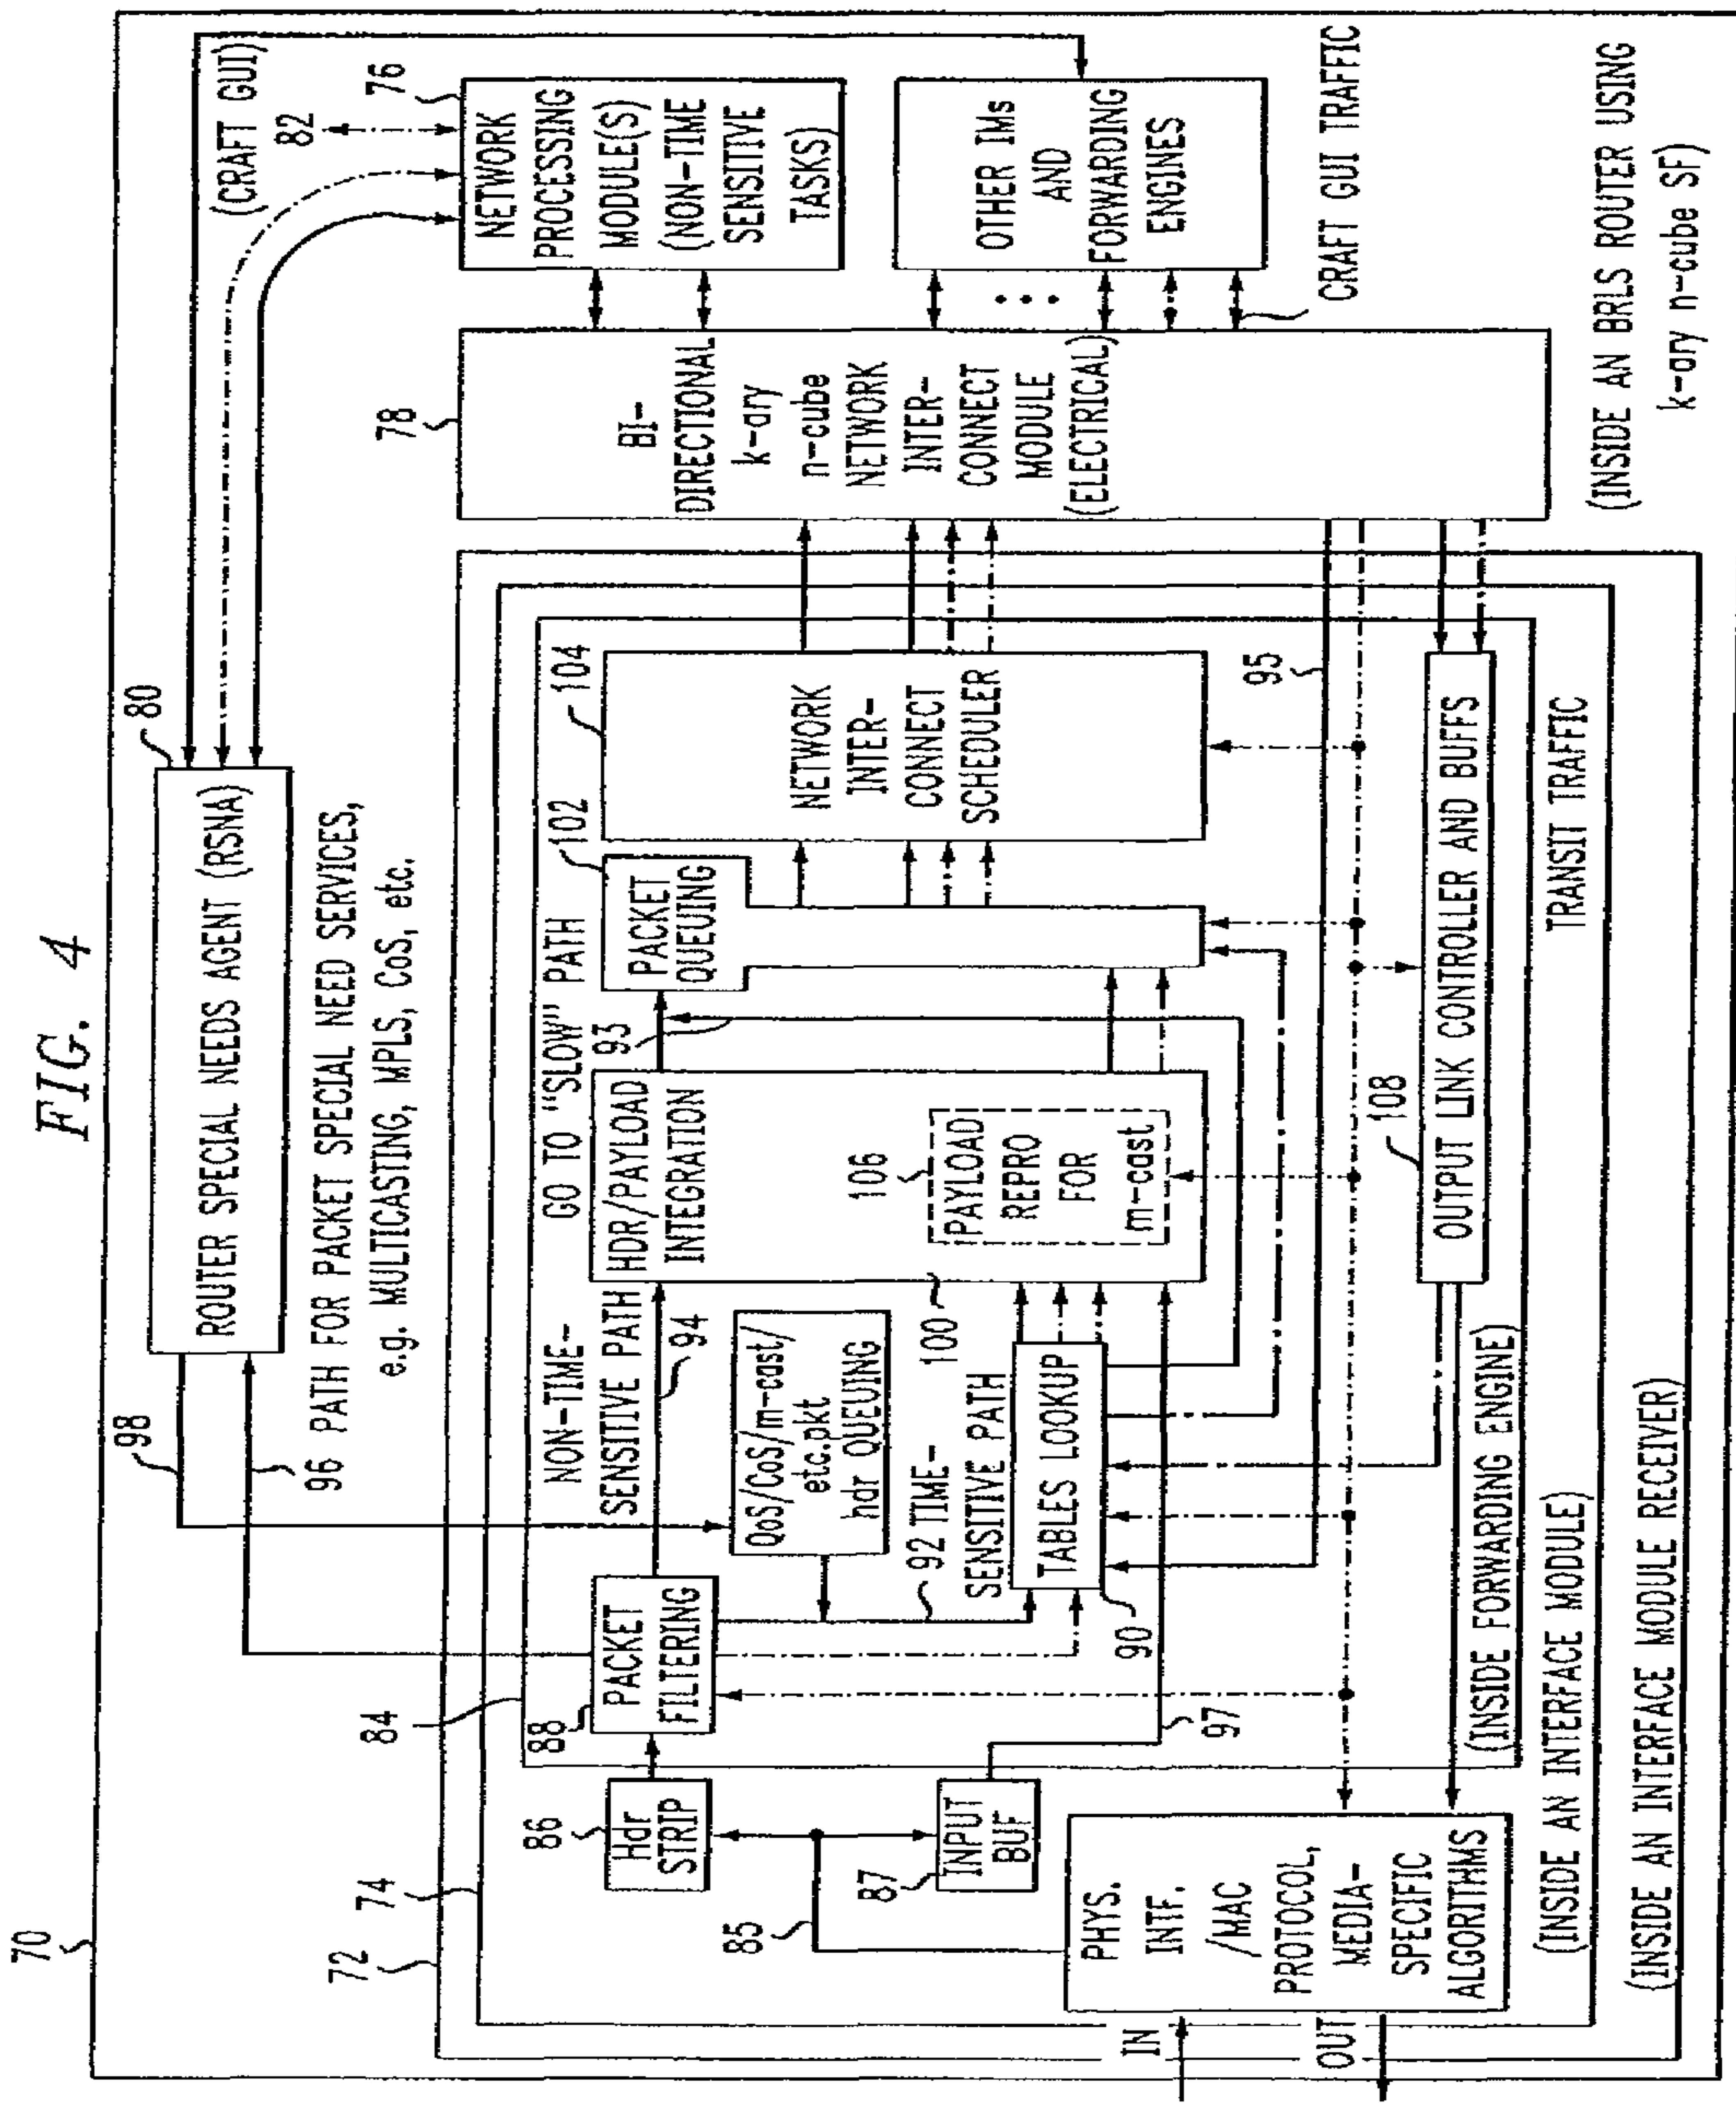 FIG. 4
70
72
74
84
98
96 PATH FOR PACKET SPECIAL NEED SERVICES,
e.g. MULTICASTING, MPLS, CoS, etc.
80
ROUTER SPECIAL NEEDS AGENT (RSNA)
(CRAFT GUI)
82
76
NETWORK
PROCESSING
MODULE(S)
(NON-TIME
SENSITIVE
TASKS)
OTHER IMs
AND
FORWARDING
ENGINES
CRAFT GUI TRAFFIC
78
BI-
DIRECTIONAL
k-ary
n-cube
NETWORK
INTER-
CONNECT
MODULE
(ELECTRICAL)
(INSIDE AN BRLS ROUTER USING
k-ary n-cube SF)
86
Hdr
STRIP
85
87
INPUT
BUF
PHYS.
INTF.
/MAC
PROTOCOL,
MEDIA-
SPECIFIC
ALGORITHMS
IN
OUT
88
PACKET
FILTERING
NON-TIME-
SENSITIVE PATH
94
QoS/CoS/m-cast/
etc.pkt
hdr QUEUING
92 TIME-
SENSITIVE PATH
TABLES LOOKUP
90
97
GO TO "SLOW" PATH
HDR/PAYLOAD
INTEGRATION
100
106
PAYLOAD
REPRO
FOR
m-cast
93
102
PACKET
QUEUING
104
NETWORK
INTER-
CONNECT
SCHEDULER
95
108
OUTPUT LINK CONTROLLER AND BUFFS
TRANSIT TRAFFIC
(INSIDE FORWARDING ENGINE)
(INSIDE AN INTERFACE MODULE)
(INSIDE AN INTERFACE MODULE RECEIVER)